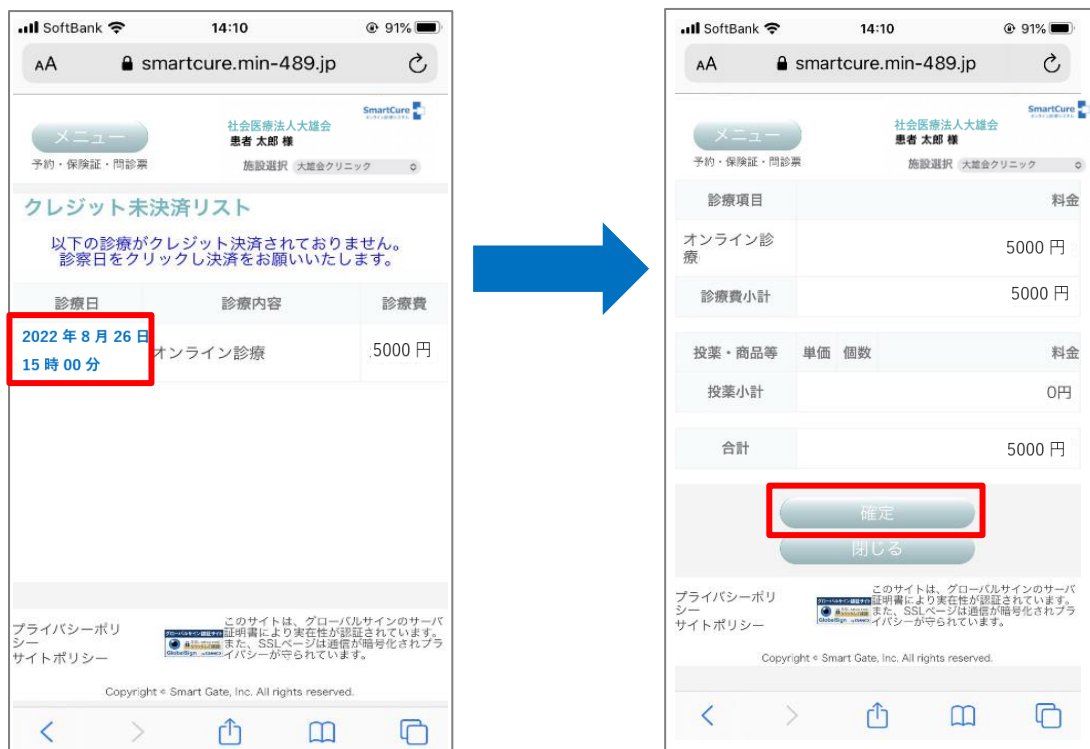 SoftBank 14:10 91%
AA smartcure.min-489.jp
SmartCure
メニュー
社会医療法人大雄会
患者 太郎 様
予約・保険証・問診票
施設選択 大雄会クリニック
クレジット未決済リスト
以下の診療がクレジット決済されておりません。
診察日をクリックし決済をお願いいたします。
診療日 診療内容 診療費
2022 年 8 月 26 日
15 時 00 分
オンライン診療 5000 円
プライバシーポリ
シー
サイトポリシー
このサイトは、グローバルサインのサーバ
証明書により実在性が認証されています。
また、SSLページは通信が暗号化されプラ
イバシーが守られています。
Copyright © Smart Gate, Inc. All rights reserved.
SoftBank 14:10 91%
AA smartcure.min-489.jp
SmartCure
メニュー
社会医療法人大雄会
患者 太郎 様
予約・保険証・問診票
施設選択 大雄会クリニック
診療項目 料金
オンライン診
療
5000 円
診療費小計 5000 円
投薬・商品等 単価 個数 料金
投薬小計 0円
合計 5000 円
確定
閉じる
プライバシーポリ
シー
サイトポリシー
このサイトは、グローバルサインのサーバ
証明書により実在性が認証されています。
また、SSLページは通信が暗号化されプラ
イバシーが守られています。
Copyright © Smart Gate, Inc. All rights reserved.